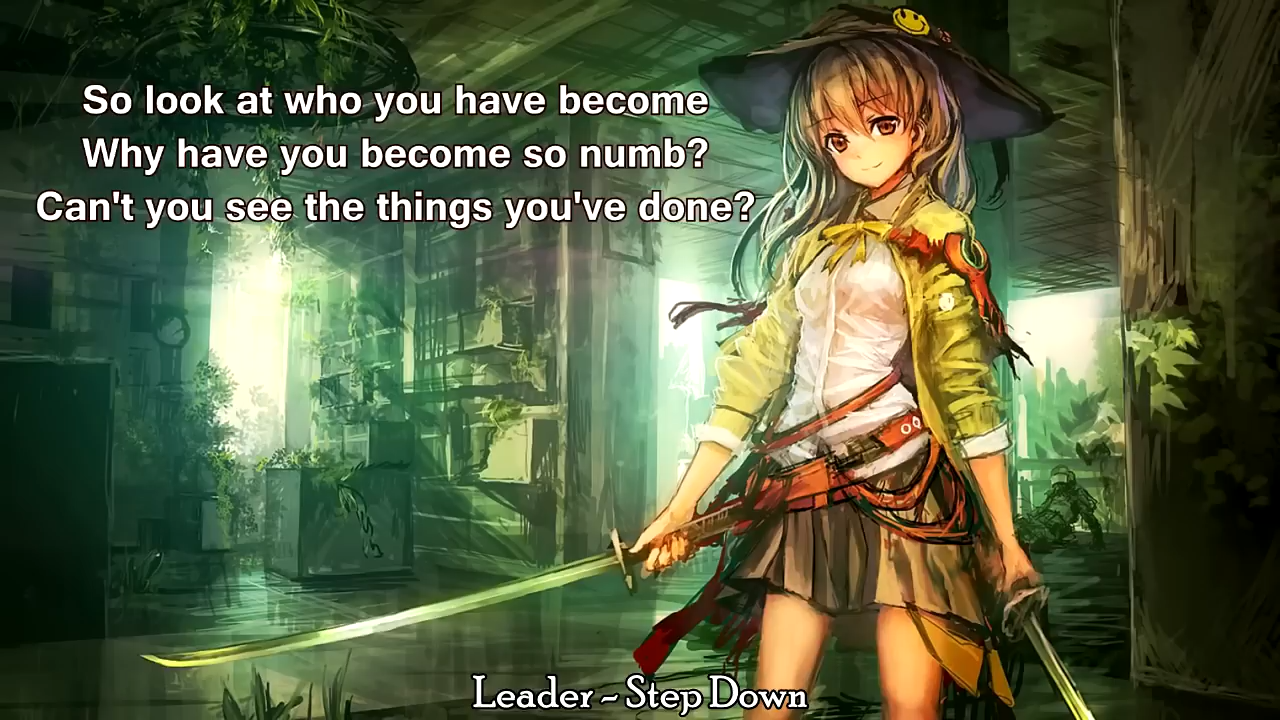 So look at who you have become
Why have you become so numb?
Can't you see the things you've done?
Leader ~ Step Down